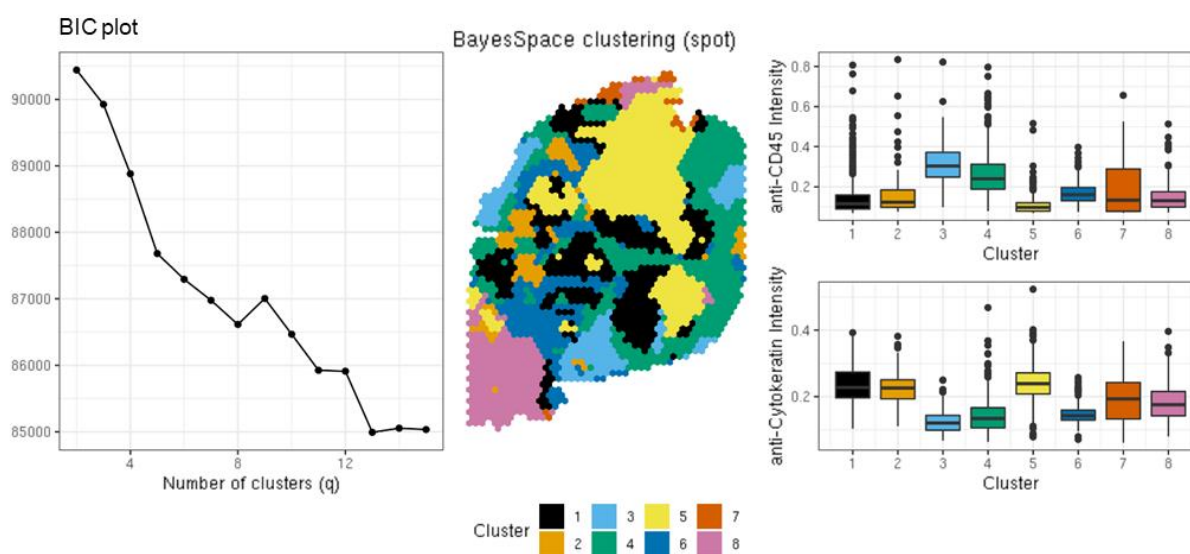 BIC plot
90000
89000
88000
87000
86000
85000
4 8 12
Number of clusters (q)
BayesSpace clustering (spot)
anti-CD45 Intensity
0.8
0.6
0.4
0.2
1 2 3 4 5 6 7 8
Cluster
anti-Cytokeratin Intensity
0.4
0.2
1 2 3 4 5 6 7 8
Cluster
Cluster
1 3 5 7
2 4 6 8